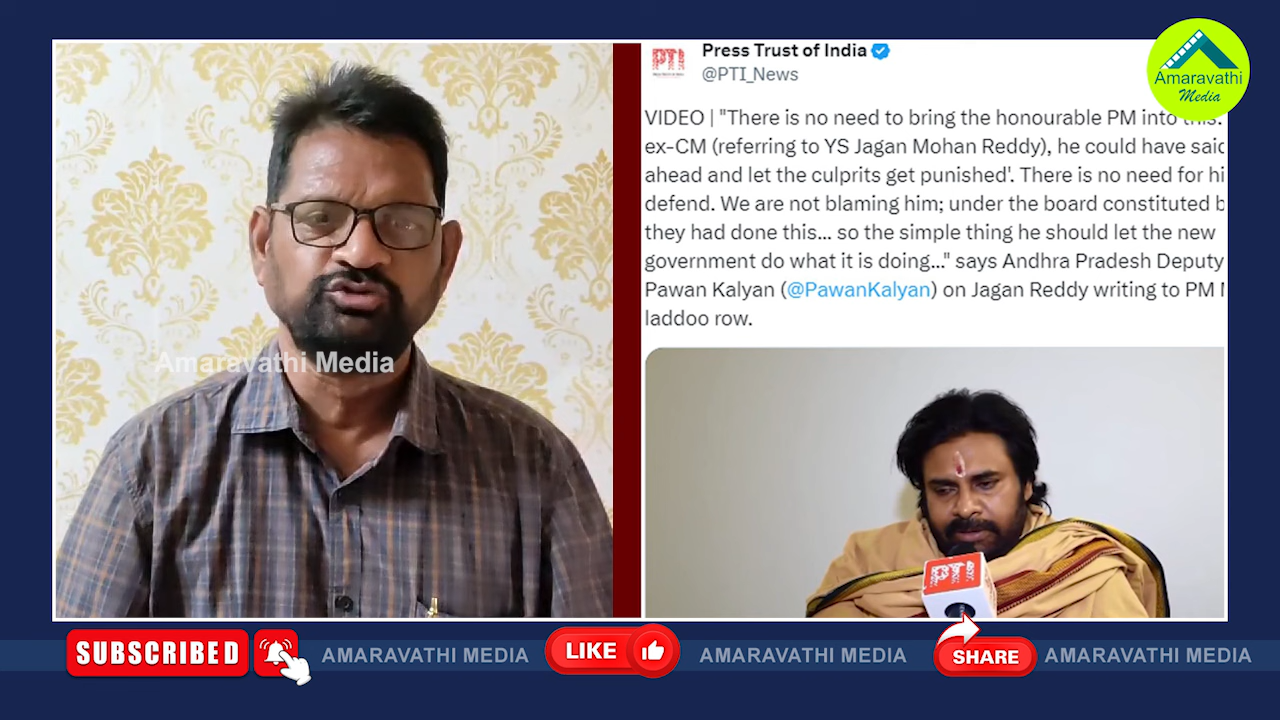 Press Trust of India
@PTI_News
VIDEO | "There is no need to bring the honourable PM into this.
ex-CM (referring to YS Jagan Mohan Reddy), he could have said
ahead and let the culprits get punished'. There is no need for hi
defend. We are not blaming him; under the board constituted b
they had done this... so the simple thing he should let the new
government do what it is doing..." says Andhra Pradesh Deputy
Pawan Kalyan (@PawanKalyan) on Jagan Reddy writing to PM
laddoo row.
PTI
Amaravathi
Media
Amaravathi Media
PTI
SUBSCRIBED
AMARAVATHI MEDIA
LIKE
AMARAVATHI MEDIA
SHARE
AMARAVATHI MEDIA